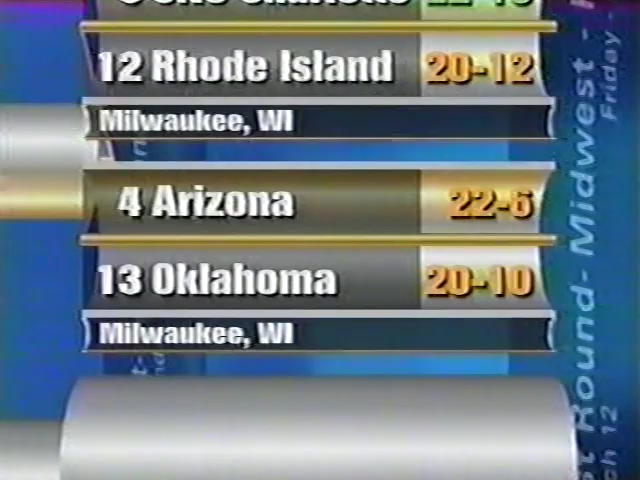 12 Rhode Island 20-12
Milwaukee, WI
4 Arizona 22-6
13 Oklahoma 20-10
Milwaukee, WI
Round - Midwest -
Friday -
12